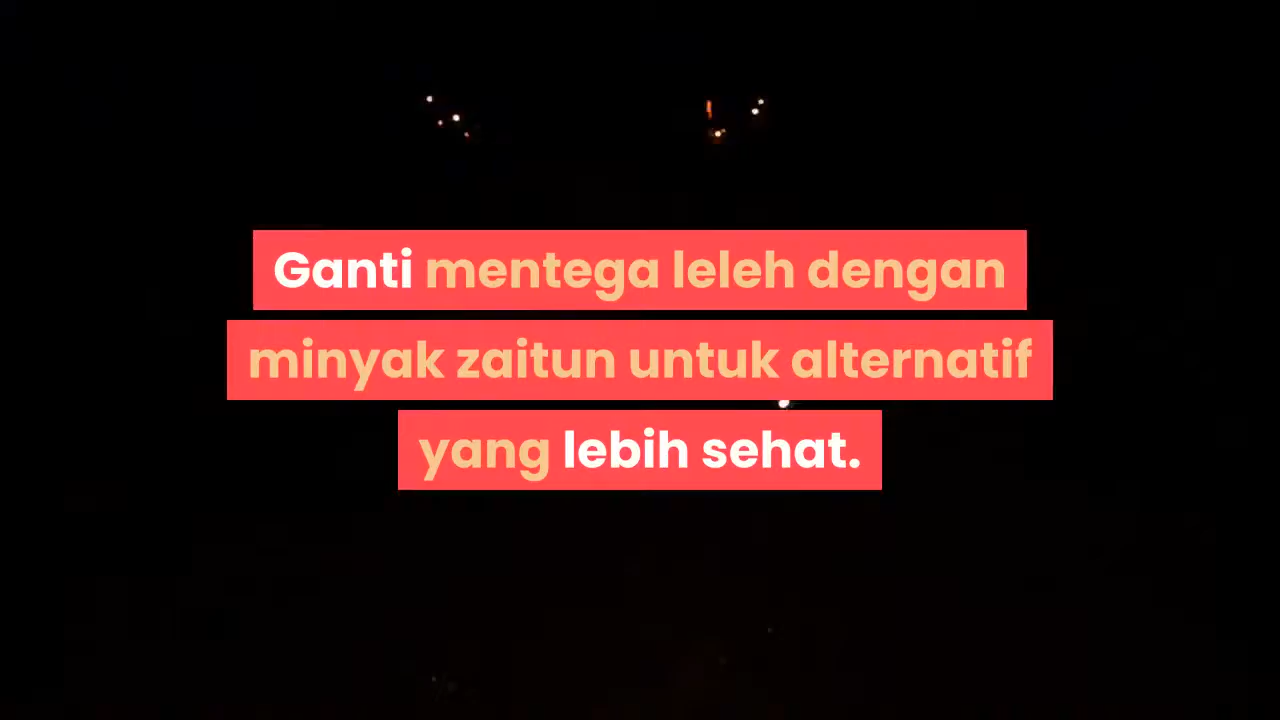 Ganti mentega leleh dengan
minyak zaitun untuk alternatif
yang lebih sehat.